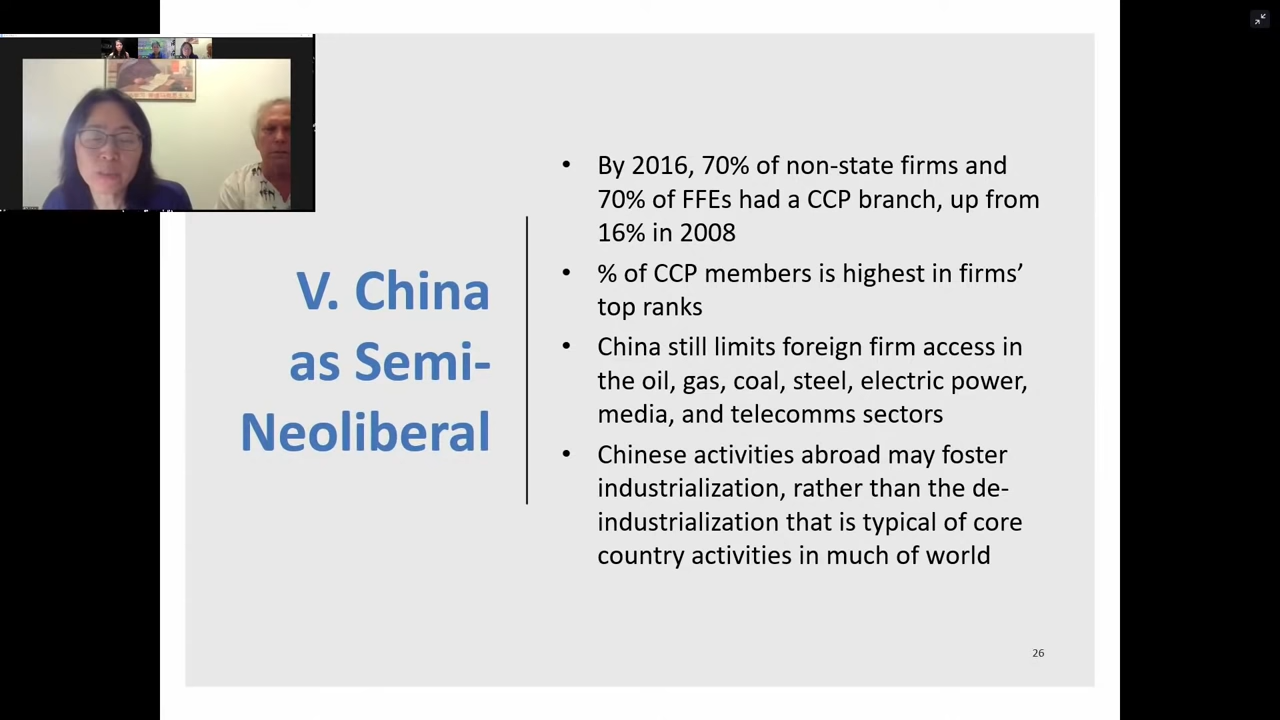 V. China
as Semi-
Neoliberal
• By 2016, 70% of non-state firms and
70% of FFEs had a CCP branch, up from
16% in 2008
• % of CCP members is highest in firms’
top ranks
• China still limits foreign firm access in
the oil, gas, coal, steel, electric power,
media, and telecomms sectors
• Chinese activities abroad may foster
industrialization, rather than the de-
industrialization that is typical of core
country activities in much of world
26